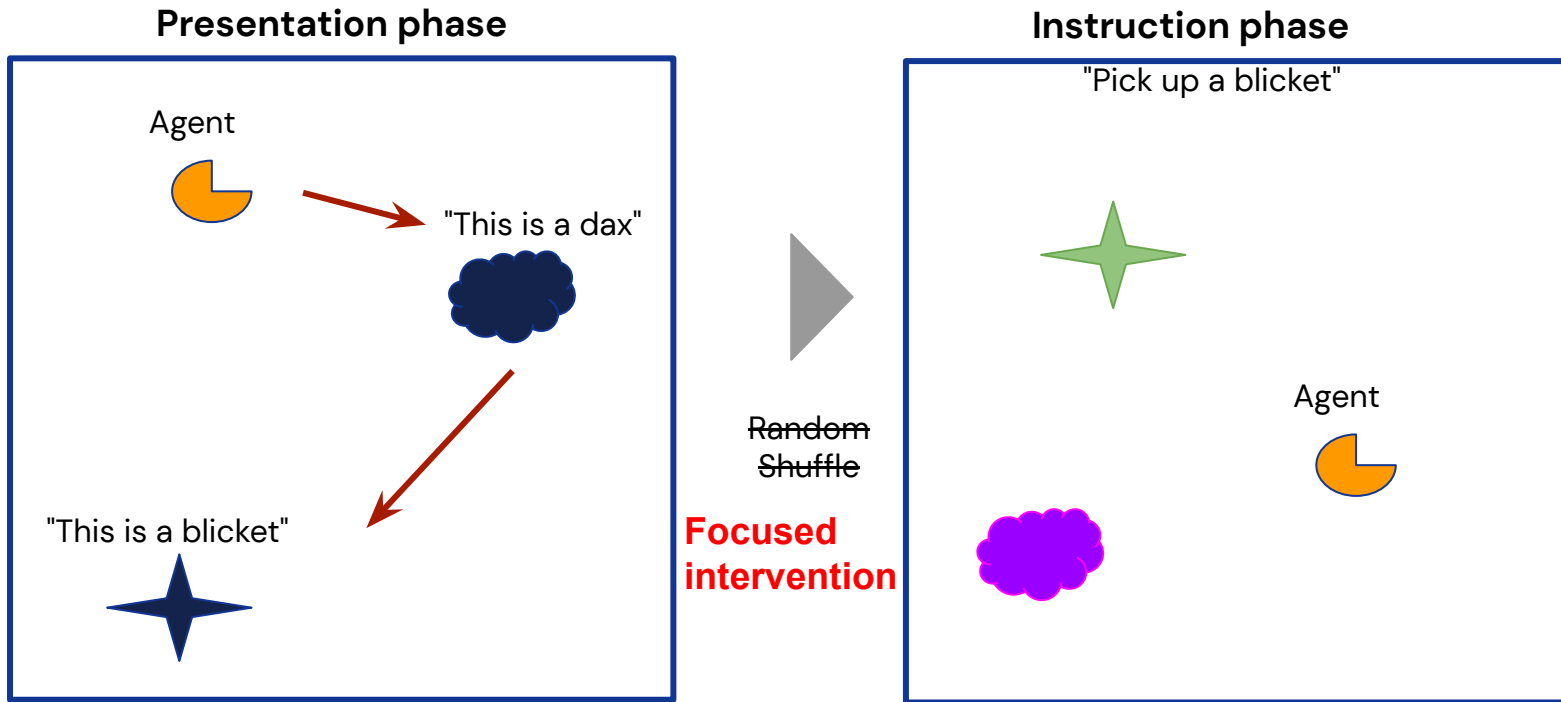 Presentation phase
Agent
"This is a dax"
"This is a blicket"
Random
Shuffle
Focused
intervention
Instruction phase
"Pick up a blicket"
Agent